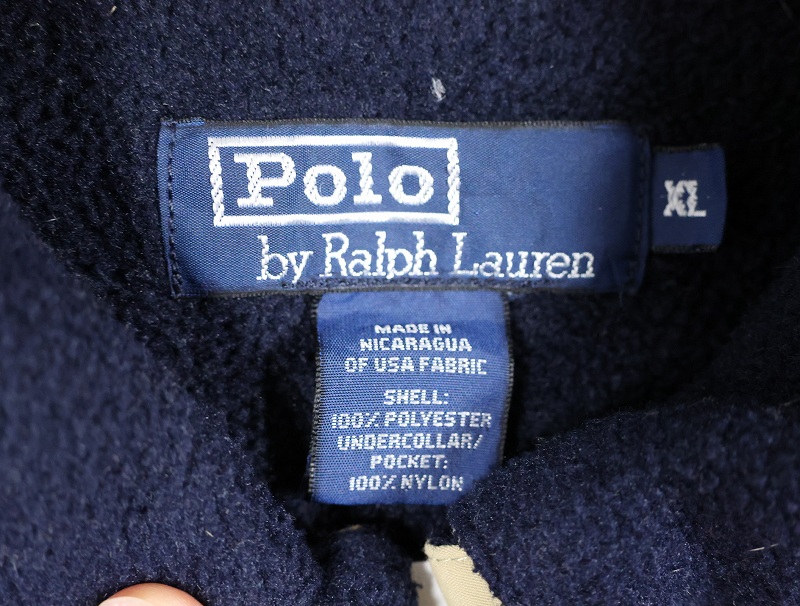 Polo
by Ralph Lauren
XL
MADE IN
NICARAGUA
OF USA FABRIC
SHELL:
100% POLYESTER
UNDERCOLLAR/
POCKET:
100% NYLON